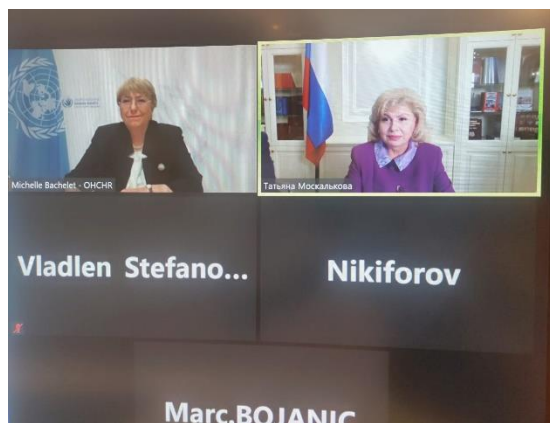 Michelle Bachelet - OHCHR
Татьяна Москалькова
Vladlen Stefano...
Nikiforov
Marc.BOJANIC